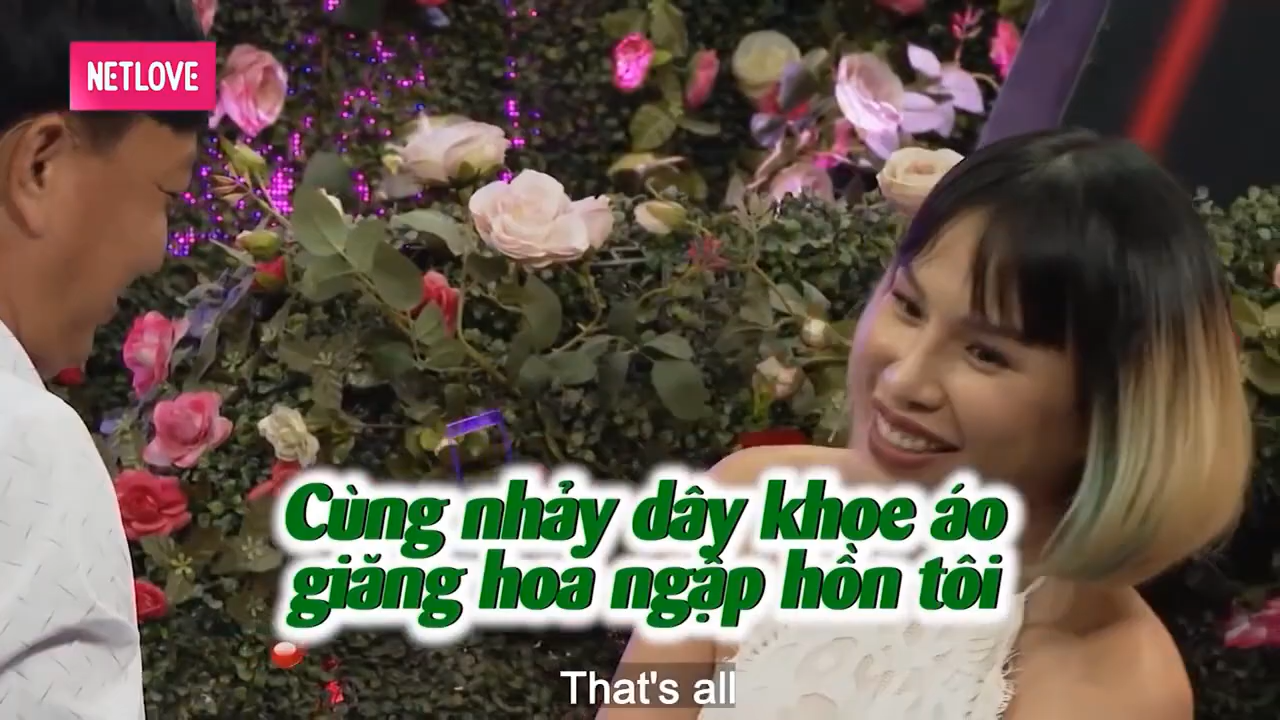 NETLOVE
Cùng nhảy dây khoe áo
giăng hoa ngập hồn tôi
That's all